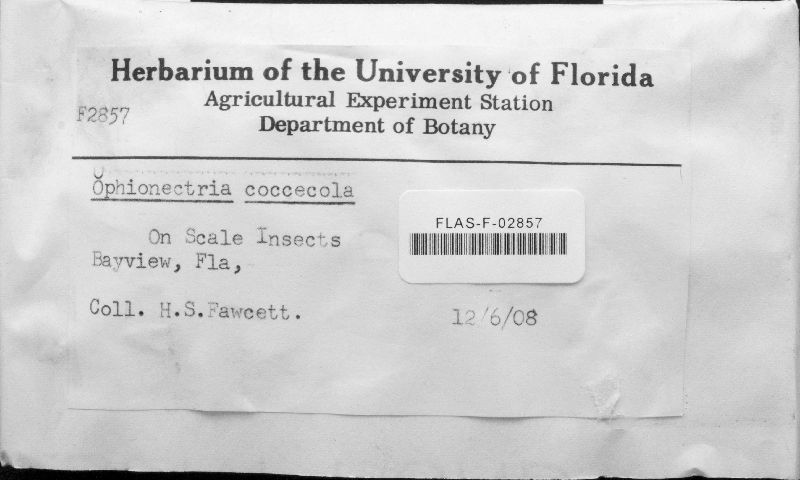 Herbarium of the University of Florida
Agricultural Experiment Station
Department of Botany
F2857
Ophionectria coccecola
FLAS-F-02857
On Scale Insects
Bayview, Fla,
Coll. H.S.Fawcett.
12/6/08